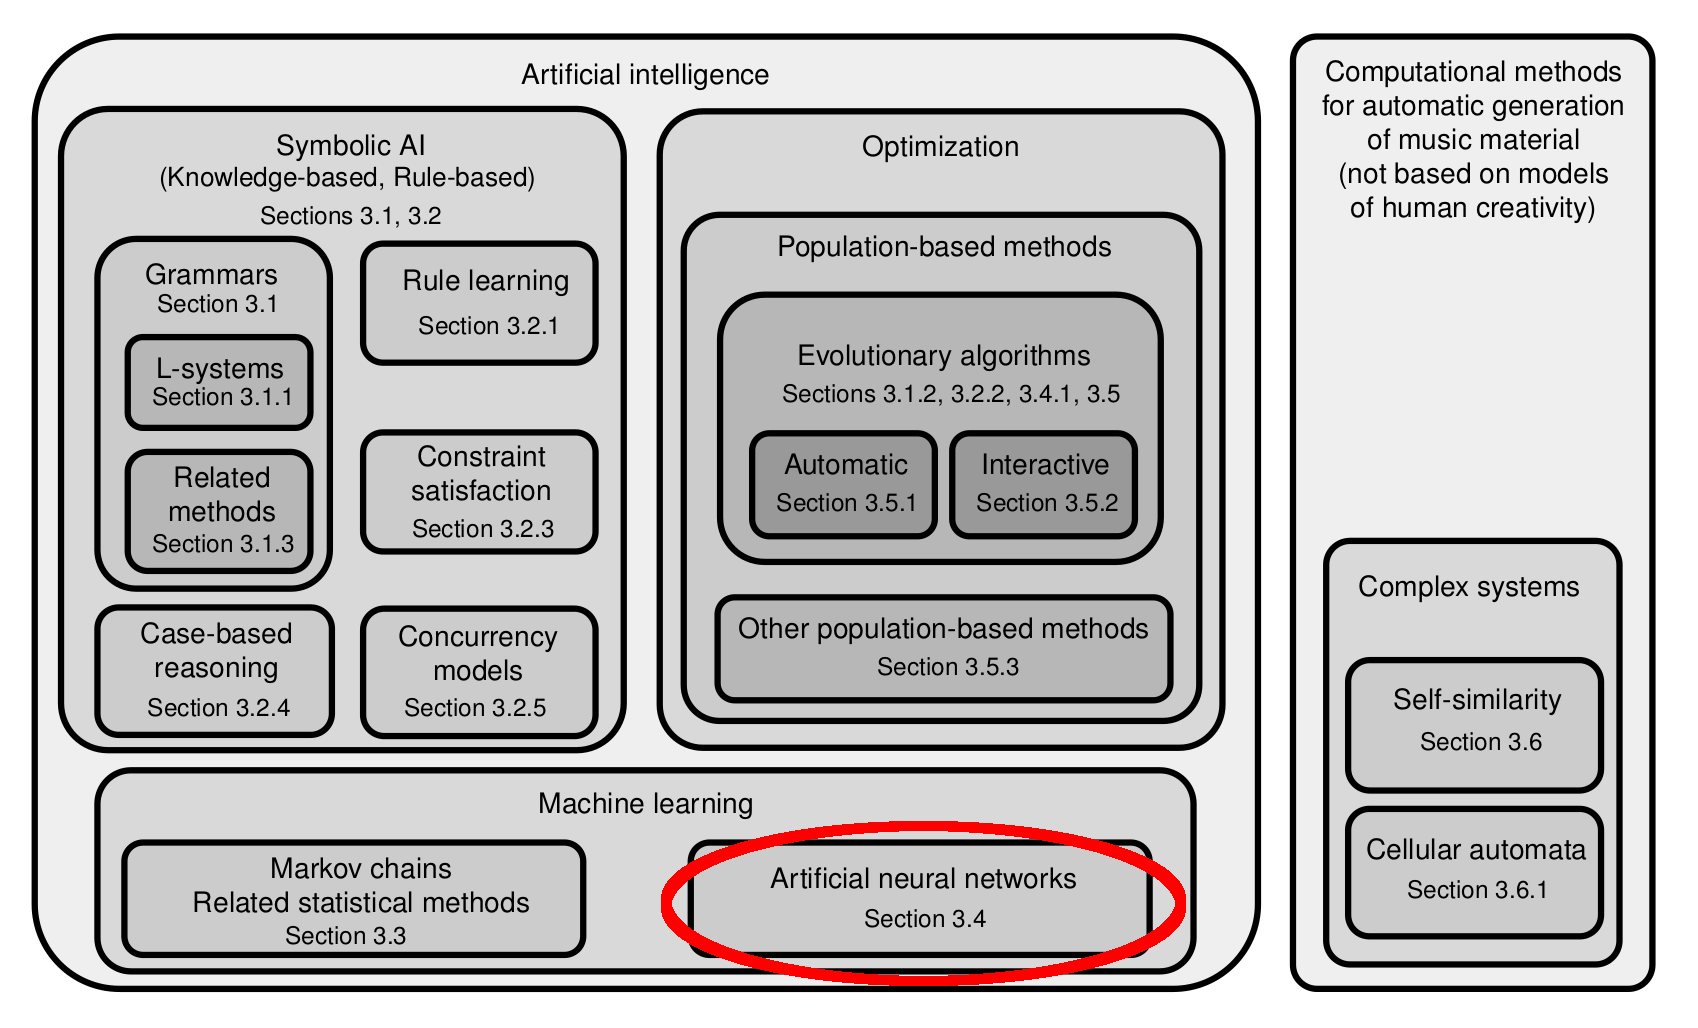 Artificial intelligence
Symbolic AI
(Knowledge-based, Rule-based)
Sections 3.1, 3.2
Grammars
Section 3.1
L-systems
Section 3.1.1
Related
methods
Section 3.1.3
Rule learning
Section 3.2.1
Constraint
satisfaction
Section 3.2.3
Case-based
reasoning
Section 3.2.4
Concurrency
models
Section 3.2.5
Optimization
Population-based methods
Evolutionary algorithms
Sections 3.1.2, 3.2.2, 3.4.1, 3.5
Automatic
Section 3.5.1
Interactive
Section 3.5.2
Other population-based methods
Section 3.5.3
Machine learning
Markov chains
Related statistical methods
Section 3.3
Artificial neural networks
Section 3.4
Computational methods
for automatic generation
of music material
(not based on models
of human creativity)
Complex systems
Self-similarity
Section 3.6
Cellular automata
Section 3.6.1